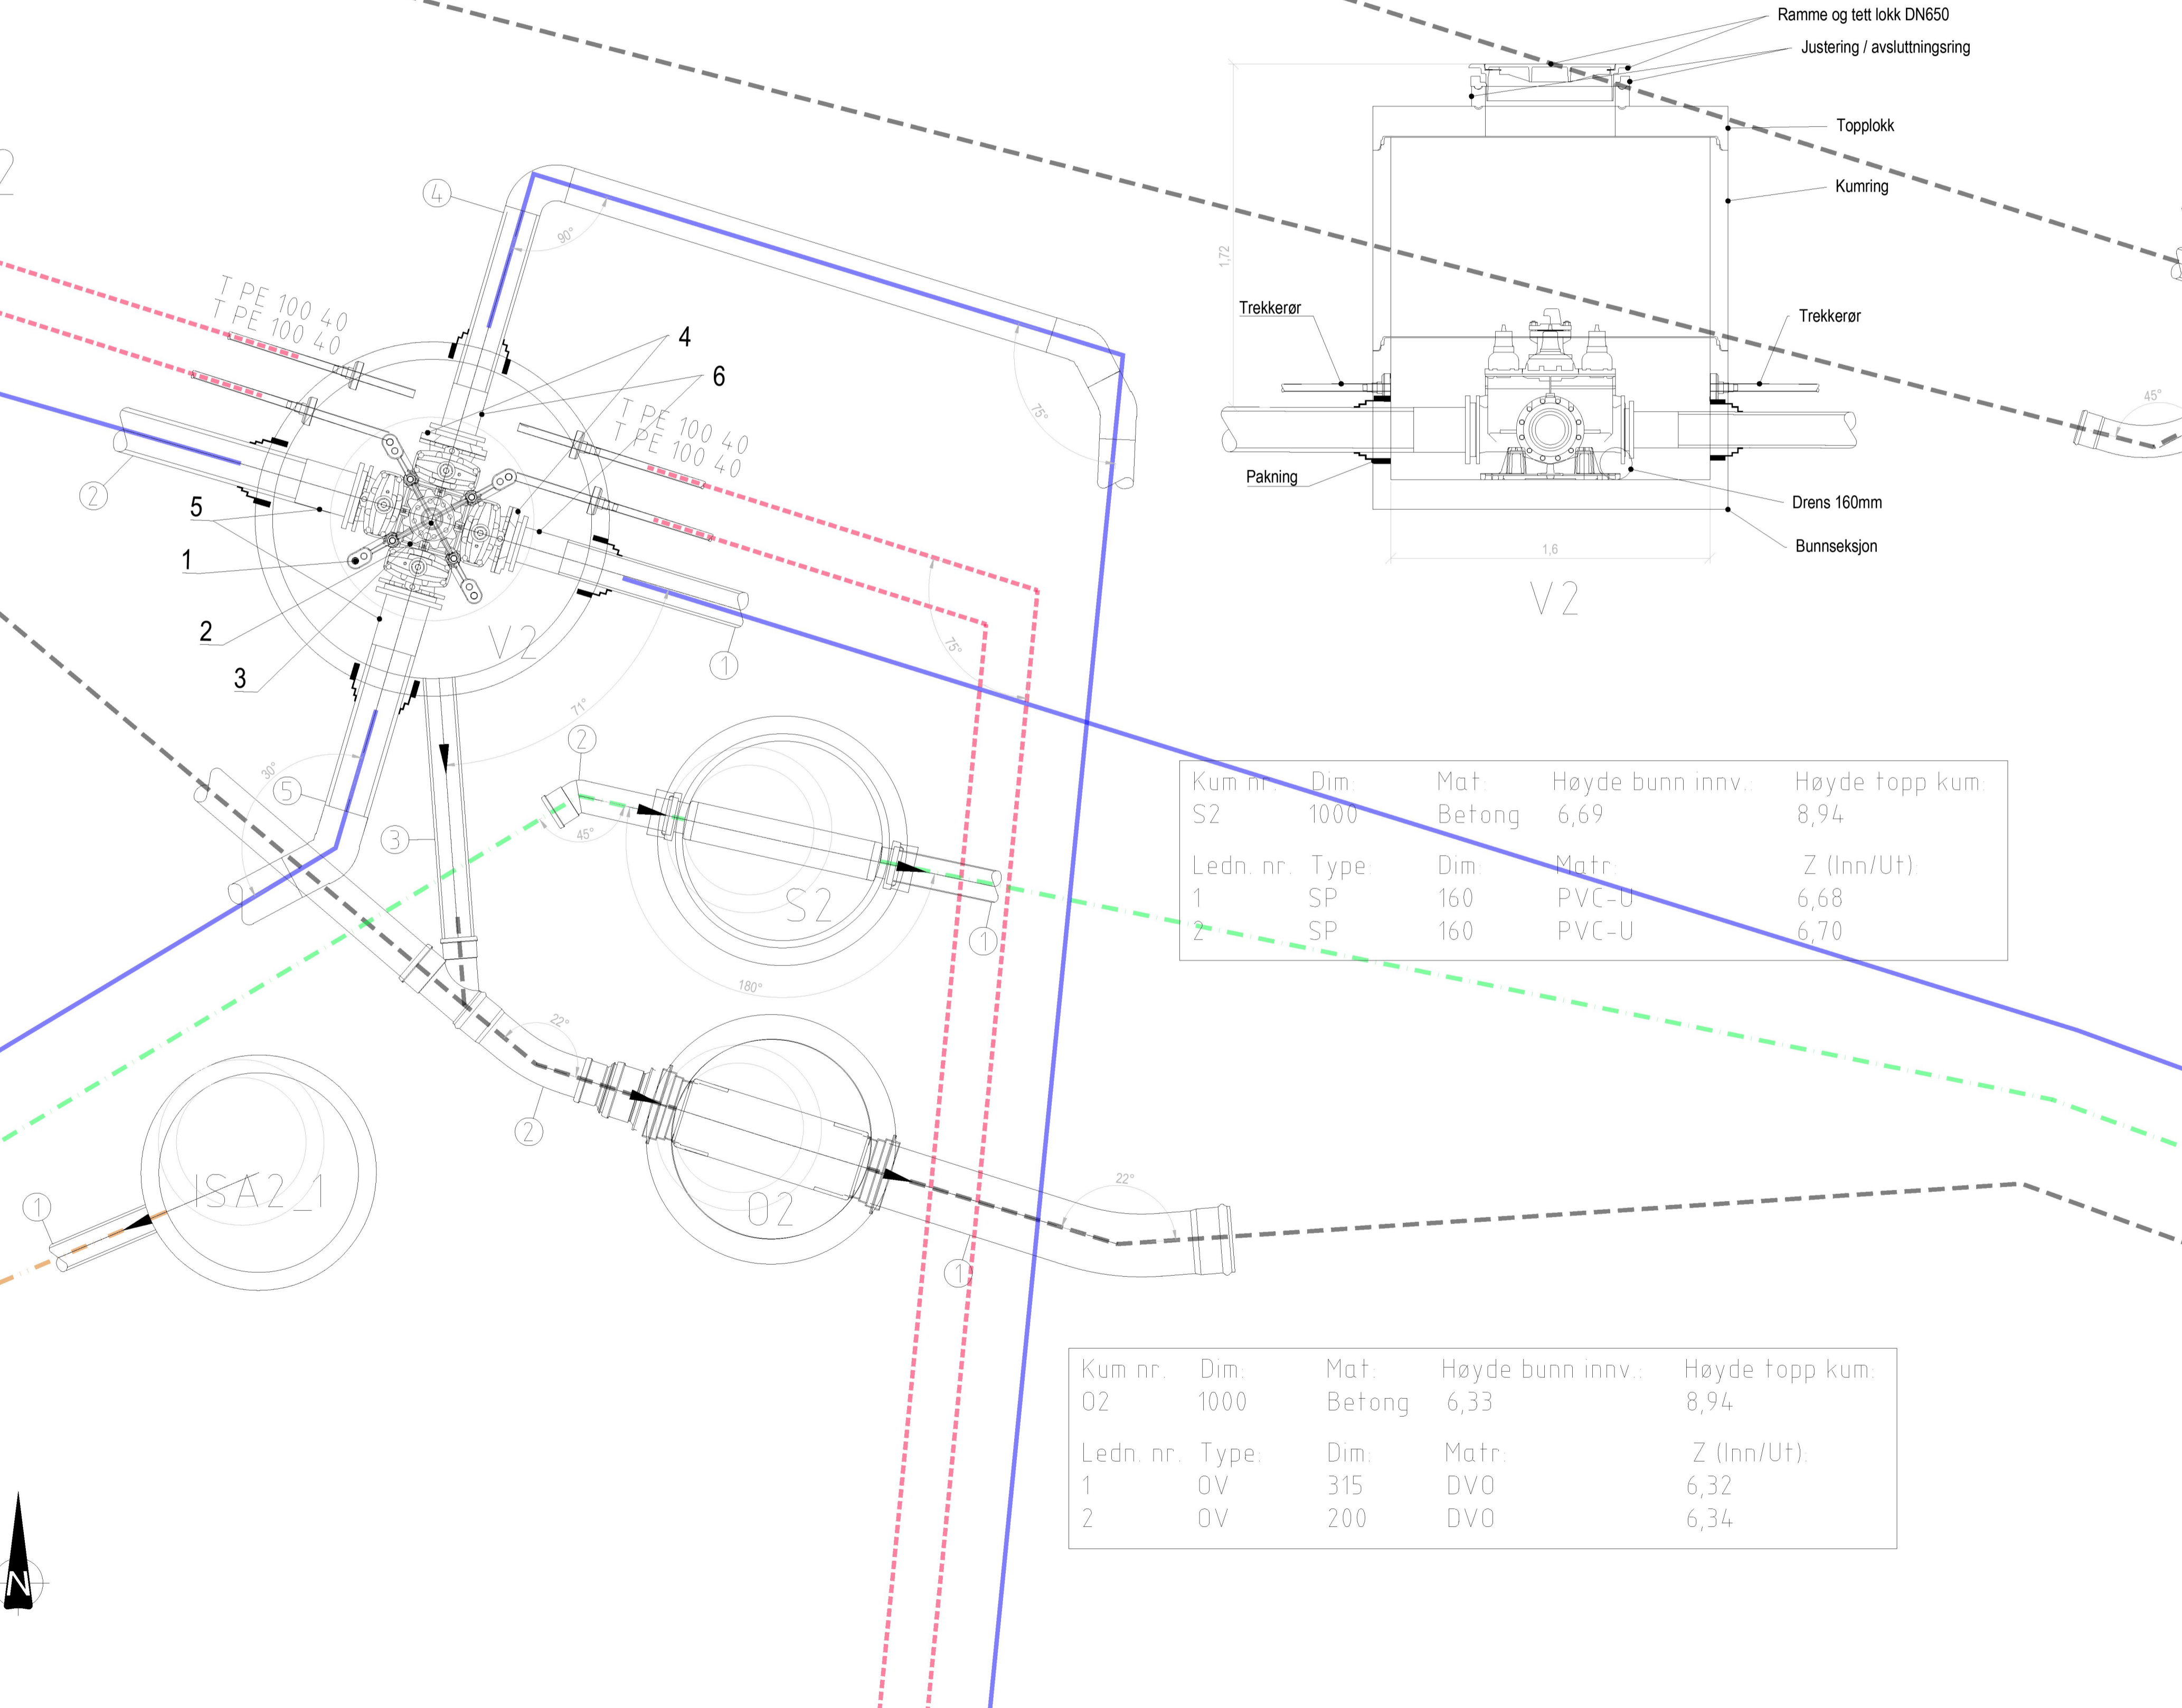 Ramme og tett lokk DN650
Justering / avsluttningsring
Topplokk
Kumring
1,72
Trekkerør
Trekkerør
Pakning
Drens 160mm
Bunnseksjon
1,6
V2
2
4
90°
T PE 100 40
T PE 100 40
4
6
75°
45°
T PE 100 40
T PE 100 40
2
5
1
2
3
V2
1
75°
71°
30°
5
2
3
45°
S2
1
180°
Kum nr. Dim: Mat: Høyde bunn innv.: Høyde topp kum:
S2 1000 Betong 6,69 8,94
Ledn. nr. Type: Dim: Matr: Z (Inn/Ut):
1 SP 160 PVC-U 6,68
2 SP 160 PVC-U 6,70
22°
2
ISA2_1
1
O2
22°
1
Kum nr. Dim: Mat: Høyde bunn innv.: Høyde topp kum:
O2 1000 Betong 6,33 8,94
Ledn. nr. Type: Dim: Matr: Z (Inn/Ut):
1 OV 315 DVO 6,32
2 OV 200 DVO 6,34
N